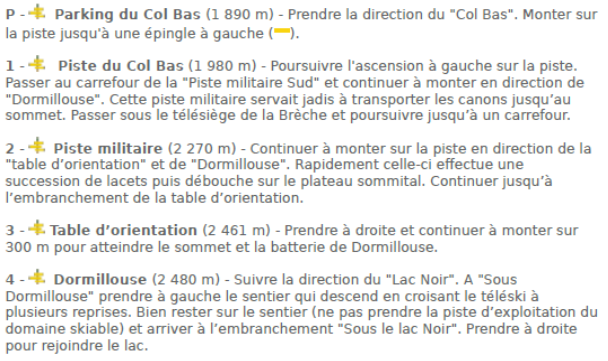 P - Parking du Col Bas (1 890 m) - Prendre la direction du "Col Bas". Monter sur
la piste jusqu'à une épingle à gauche ( ).
1 - Piste du Col Bas (1 980 m) - Poursuivre l'ascension à gauche sur la piste.
Passer au carrefour de la "Piste militaire Sud" et continuer à monter en direction de
"Dormillouse". Cette piste militaire servait jadis à transporter les canons jusqu’au
sommet. Passer sous le télésiège de la Brèche et poursuivre jusqu’à un carrefour.
2 - Piste militaire (2 270 m) - Continuer à monter sur la piste en direction de la
"table d’orientation" et de "Dormillouse". Rapidement celle-ci effectue une
succession de lacets puis débouche sur le plateau sommital. Continuer jusqu’à
l’embranchement de la table d’orientation.
3 - Table d’orientation (2 461 m) - Prendre à droite et continuer à monter sur
300 m pour atteindre le sommet et la batterie de Dormillouse.
4 - Dormillouse (2 480 m) - Suivre la direction du "Lac Noir". A "Sous
Dormillouse" prendre à gauche le sentier qui descend en croisant le téléski à
plusieurs reprises. Bien rester sur le sentier (ne pas prendre la piste d’exploitation du
domaine skiable) et arriver à l’embranchement "Sous le lac Noir". Prendre à droite
pour rejoindre le lac.